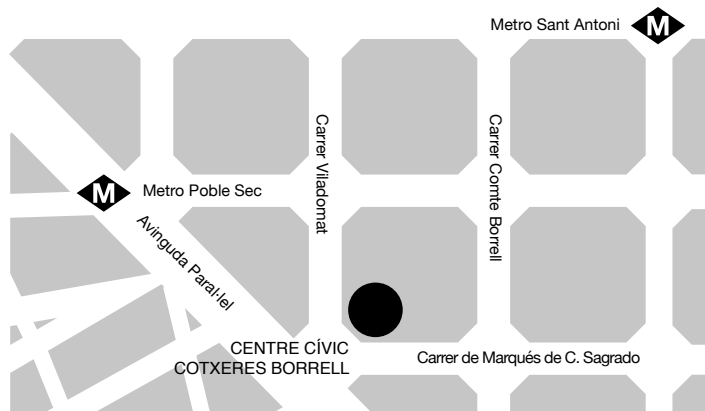 Metro Sant Antoni M
Carrer Viladomat
Carrer Comte Borrell
M Metro Poble Sec
Avinguda Paral·lel
CENTRE CÍVIC
COTXERES BORRELL
Carrer de Marqués de C. Sagrado